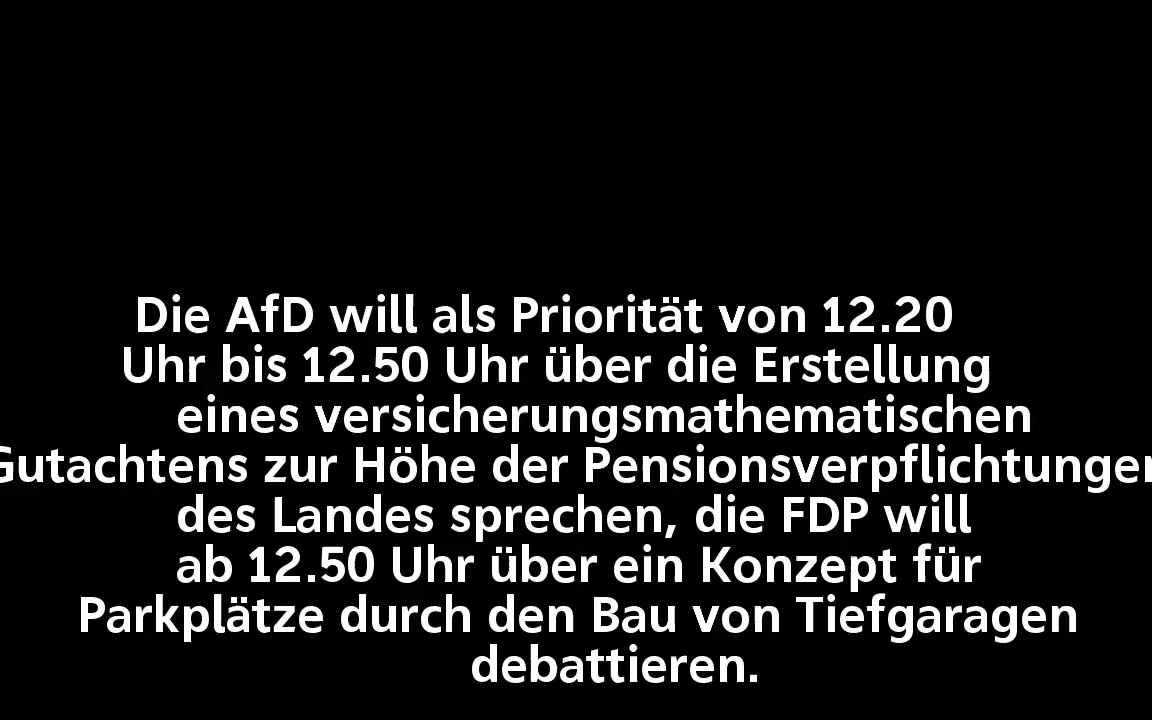 Die AfD will als Priorität von 12.20
Uhr bis 12.50 Uhr über die Erstellung
eines versicherungsmathematischen
Gutachtens zur Höhe der Pensionsverpflichtungen
des Landes sprechen, die FDP will
ab 12.50 Uhr über ein Konzept für
Parkplätze durch den Bau von Tiefgaragen
debattieren.